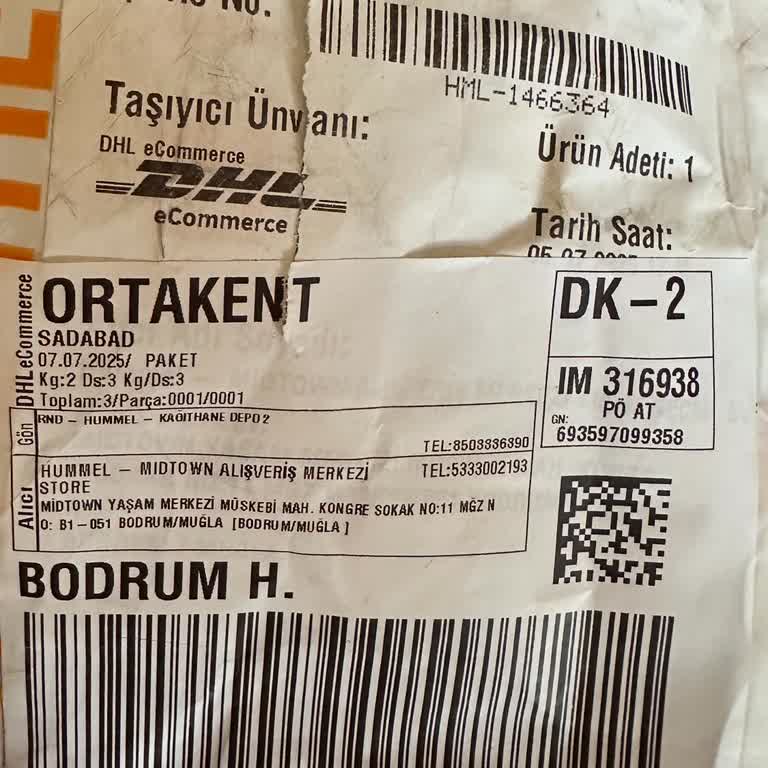 No:
HML-1466364
Taşıyıcı Ünvanı:
Ürün Adeti: 1
DHL eCommerce
DHL
eCommerce
Tarih Saat:
DHL eCommerce
ORTAKENT
SADABAD
07.07.2025/ PAKET
Kg:2 Ds:3 Kg/Ds:3
Toplam:3/Parça:0001/0001
DK-2
IM 316938
PÖ AT
GN:
693597099358
Gön
RND - HUMMEL - KAĞITHANE DEPO 2
TEL:8503336390
Alıcı
HUMMEL - MIDTOWN ALIŞVERİŞ MERKEZİ
TEL:5333002193
STORE
MİDTOWN YAŞAM MERKEZİ MÜSKEBİ MAH. KONGRE SOKAK NO:11 MĞZ N
O: B1-051 BODRUM/MUĞLA [BODRUM/MUĞLA ]
BODRUM H.